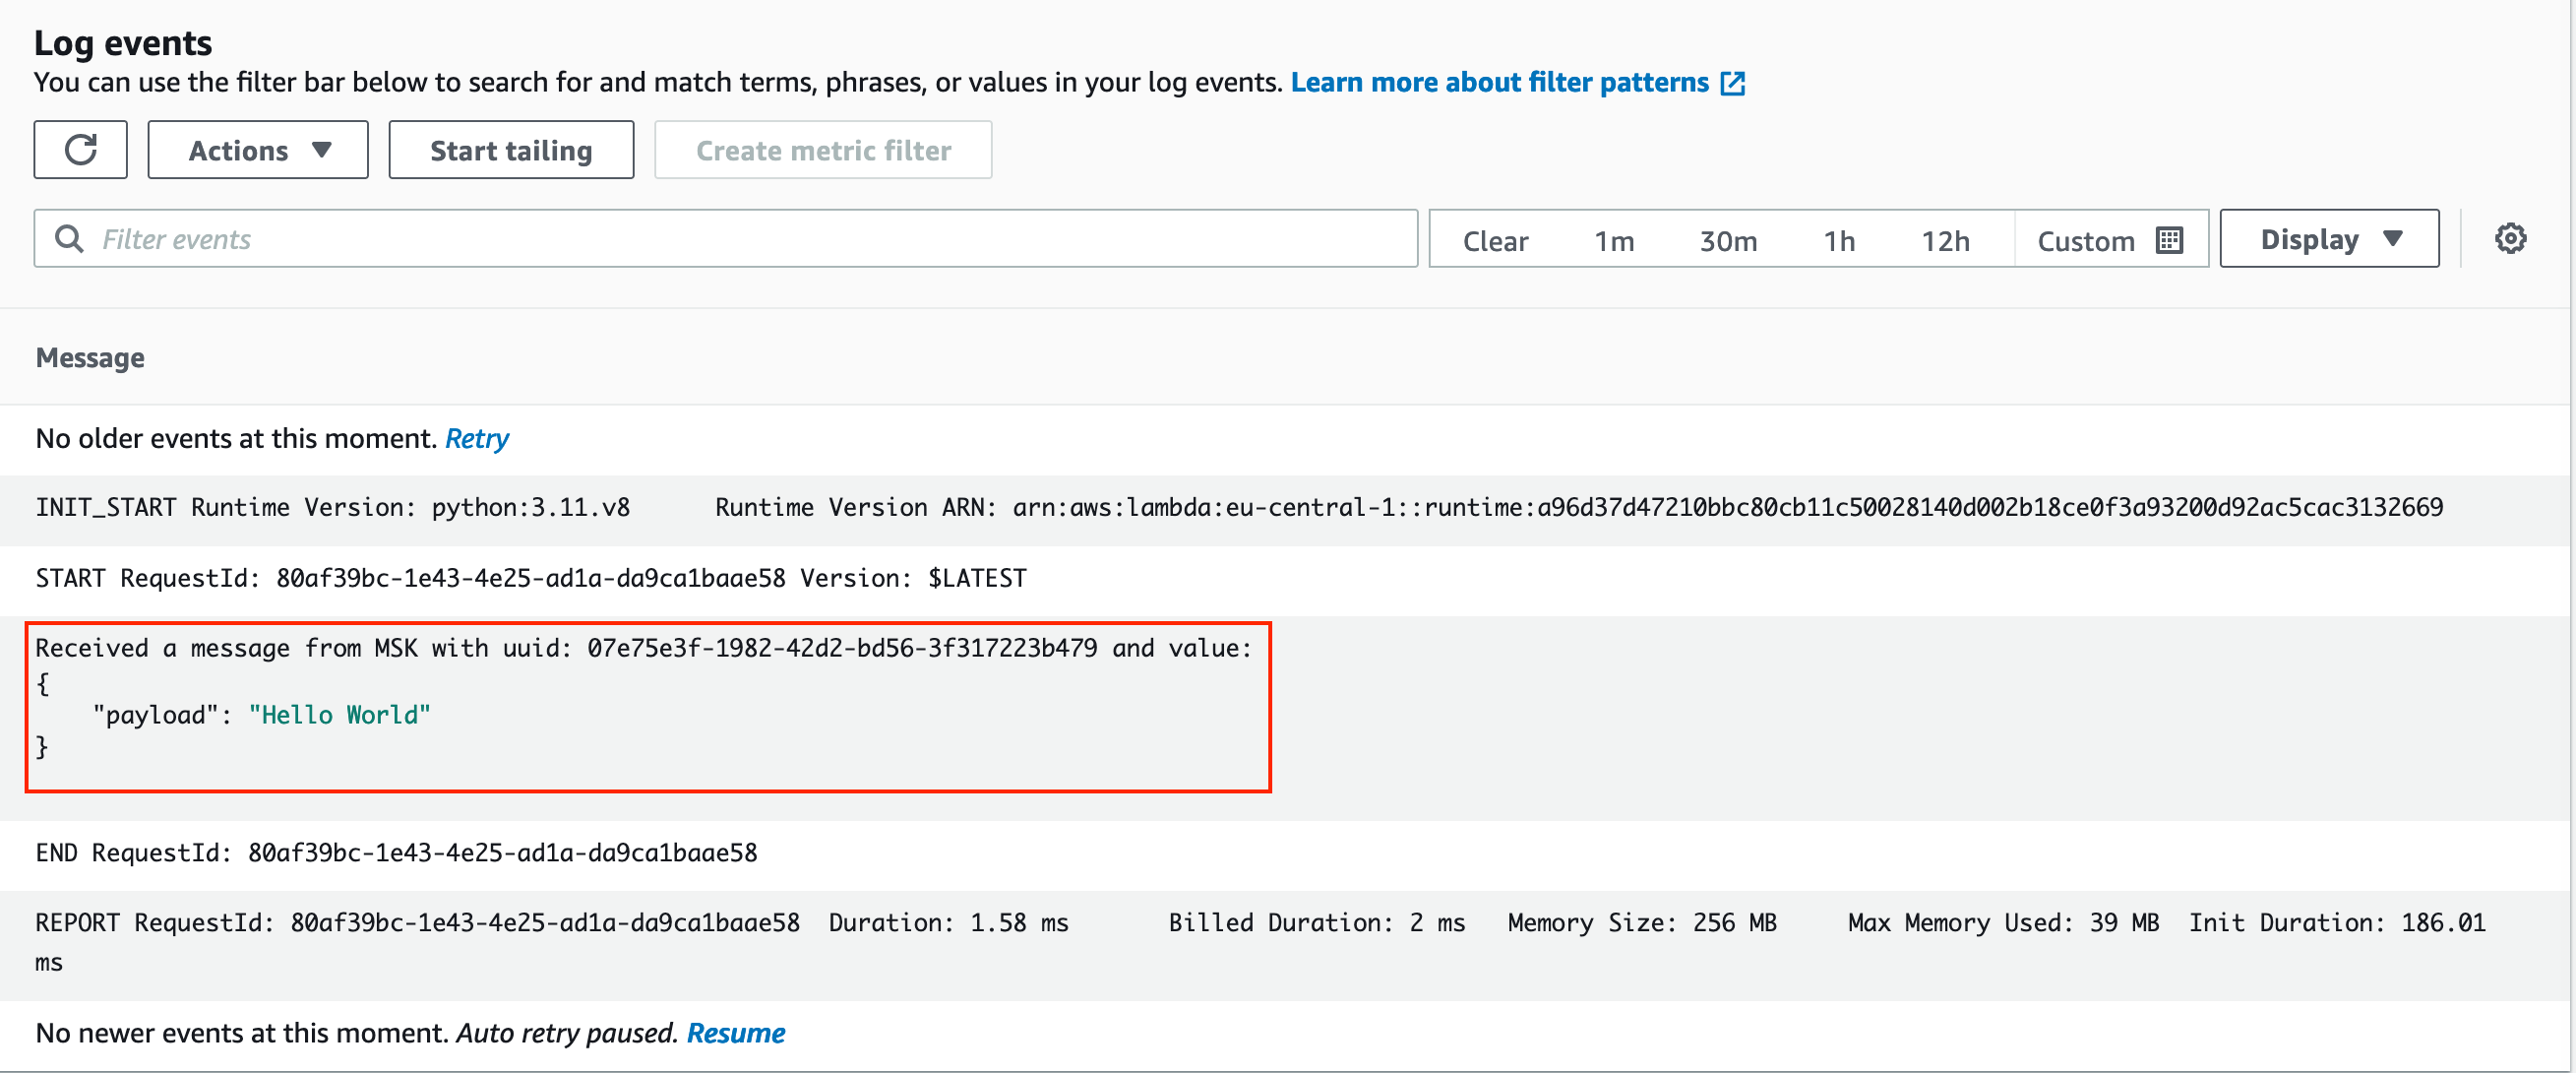 Log events
You can use the filter bar below to search for and match terms, phrases, or values in your log events. Learn more about filter patterns
Actions Start tailing Create metric filter
Filter events Clear 1m 30m 1h 12h Custom Display
Message
No older events at this moment. Retry
INIT_START Runtime Version: python:3.11.v8 Runtime Version ARN: arn:aws:lambda:eu-central-1::runtime:a96d37d47210bbc80cb11c50028140d002b18ce0f3a93200d92ac5cac3132669
START RequestId: 80af39bc-1e43-4e25-ad1a-da9ca1baae58 Version: $LATEST
Received a message from MSK with uuid: 07e75e3f-1982-42d2-bd56-3f317223b479 and value:
{
"payload": "Hello World"
}
END RequestId: 80af39bc-1e43-4e25-ad1a-da9ca1baae58
REPORT RequestId: 80af39bc-1e43-4e25-ad1a-da9ca1baae58 Duration: 1.58 ms Billed Duration: 2 ms Memory Size: 256 MB Max Memory Used: 39 MB Init Duration: 186.01
ms
No newer events at this moment. Auto retry paused. Resume